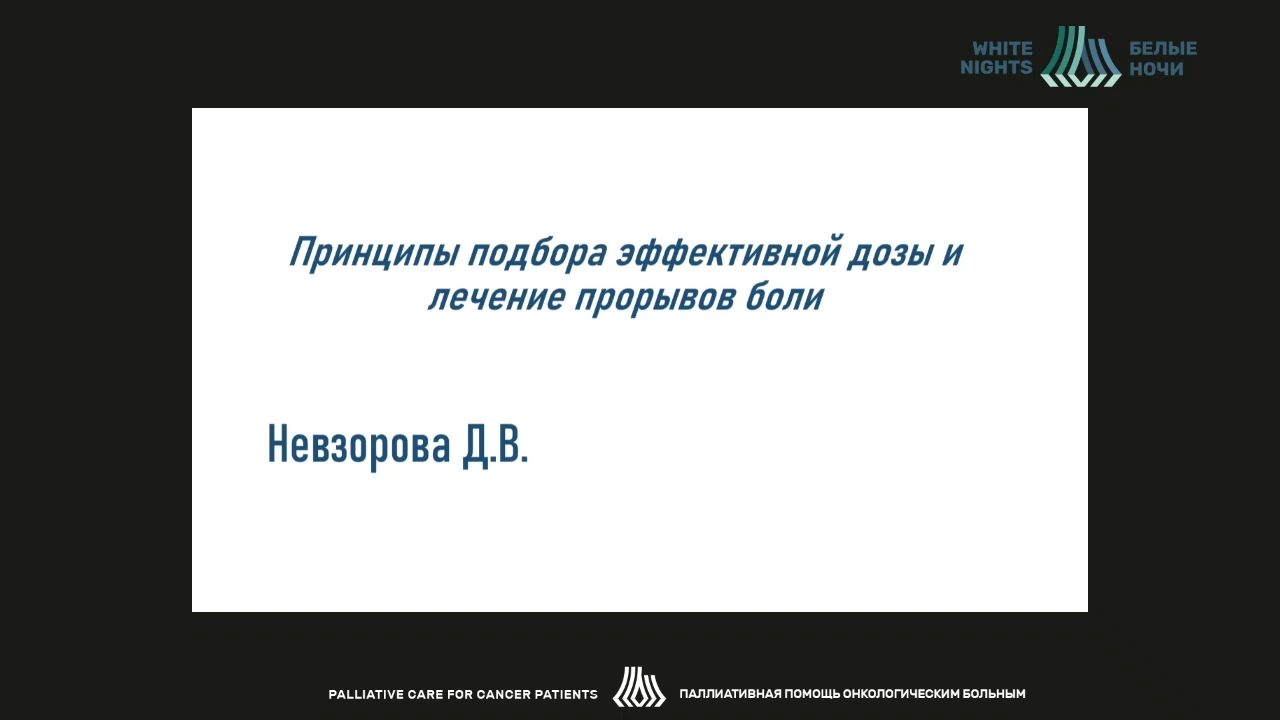 WHITE
NIGHTS
БЕЛЫЕ
НОЧИ
Принципы подбора эффективной дозы и
лечение прорывов боли
Невзорова Д.В.
PALLIATIVE CARE FOR CANCER PATIENTS
ПАЛЛИАТИВНАЯ ПОМОЩЬ ОНКОЛОГИЧЕСКИМ БОЛЬНЫМ